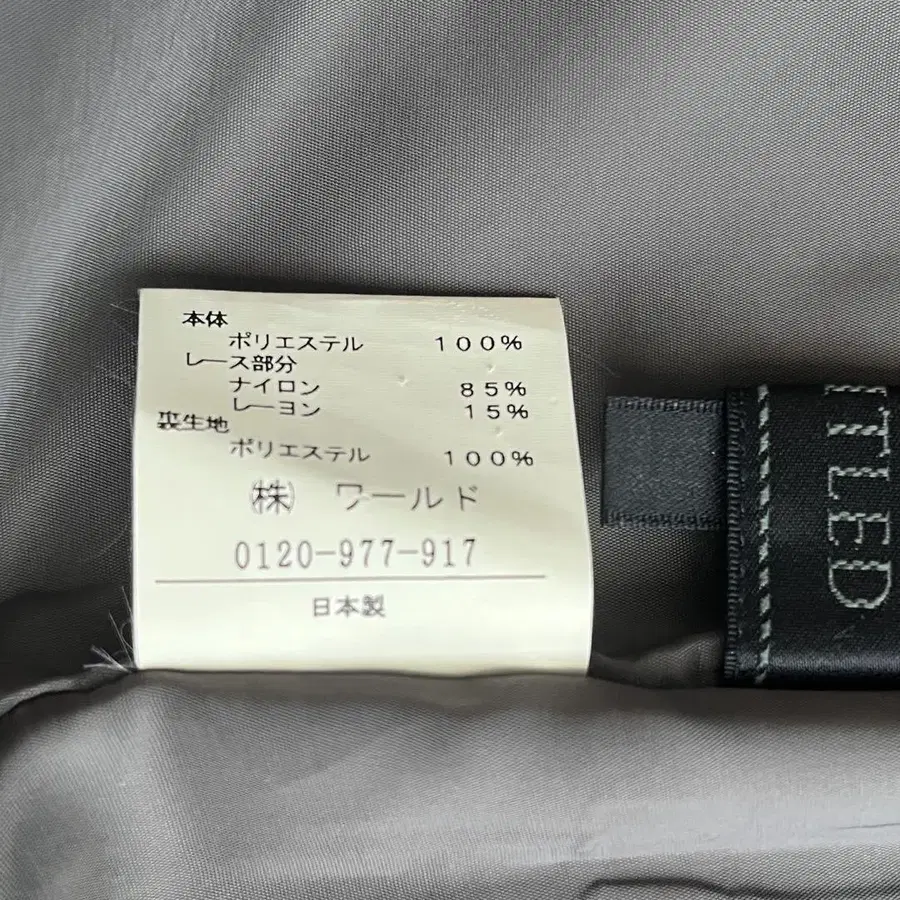 本体
ポリエステル 100%
レース部分
ナイロン 85%
レーヨン 15%
裏生地
ポリエステル 100%
㈱ ワールド
0120-977-917
日本製
ITLED